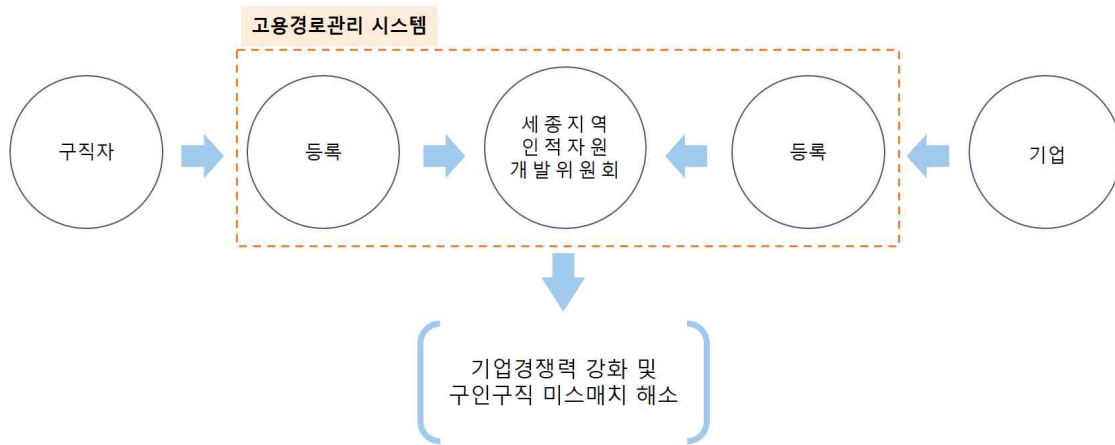 고용경로관리 시스템
구직자
등록
세종지역
인적자원
개발위원회
등록
기업
기업경쟁력 강화 및
구인구직 미스매치 해소